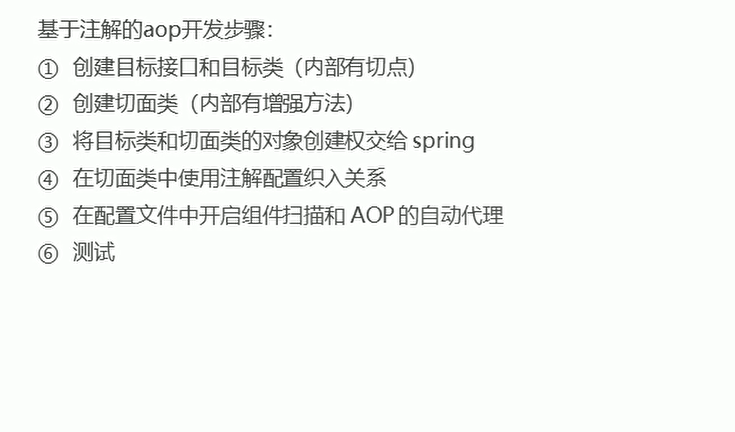 基于注解的aop开发步骤：
① 创建目标接口和目标类（内部有切点）
② 创建切面类（内部有增强方法）
③ 将目标类和切面类的对象创建权交给 spring
④ 在切面类中使用注解配置织入关系
⑤ 在配置文件中开启组件扫描和 AOP 的自动代理
⑥ 测试